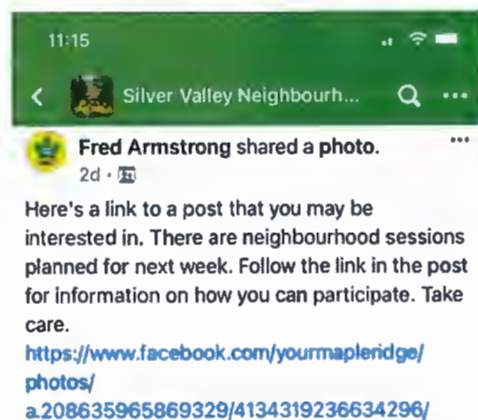 11:15
Silver Valley Neighbourh...
Fred Armstrong shared a photo.
2d
Here's a link to a post that you may be
interested in. There are neighbourhood sessions
planned for next week. Follow the link in the post
for information on how you can participate. Take
care.
https://www.facebook.com/yourmapleridge/
photos/
a.208635965869329/4134319236634296/